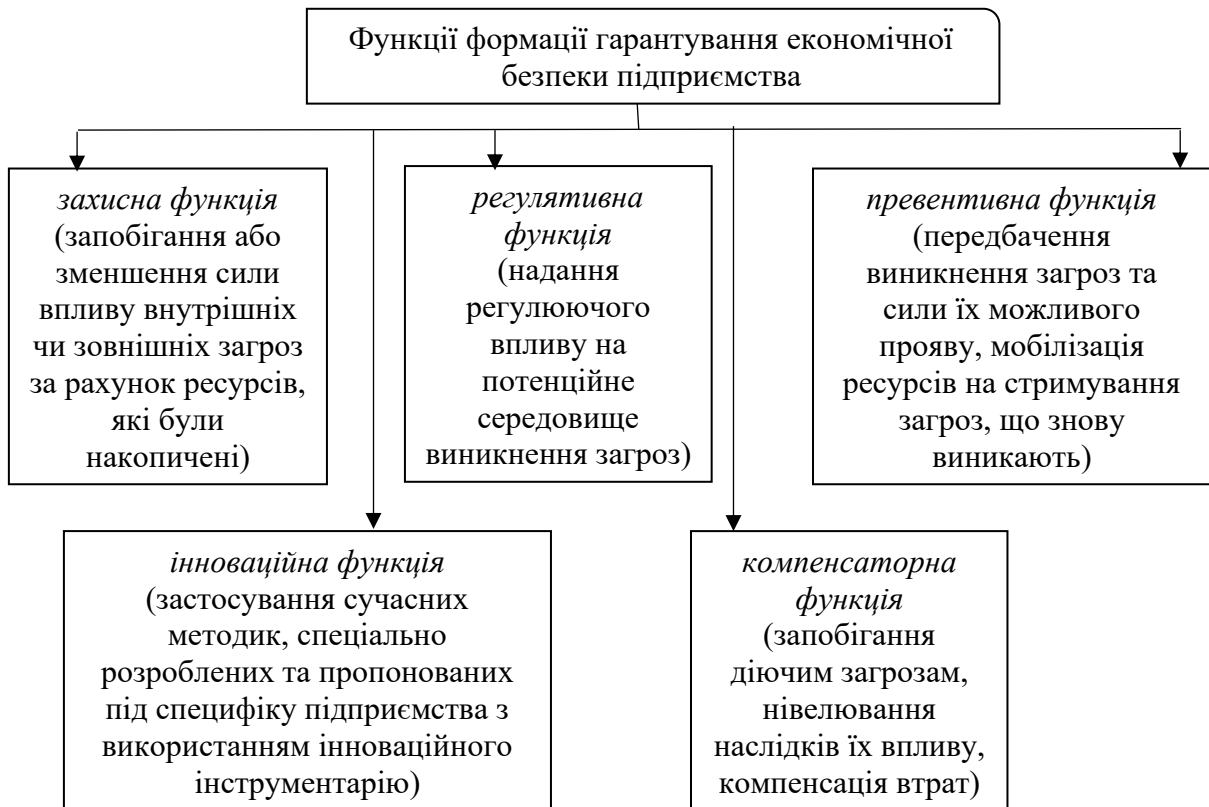 Функції формації гарантування економічної
безпеки підприємства
захисна функція
(запобігання або
зменшення сили
впливу внутрішніх
чи зовнішніх загроз
за рахунок ресурсів,
які були
накопичені)
регулятивна
функція
(надання
регулюючого
впливу на
потенційне
середовище
виникнення загроз)
превентивна функція
(передбачення
виникнення загроз та
сили їх можливого
прояву, мобілізація
ресурсів на стримування
загроз, що знову
виникають)
інноваційна функція
(застосування сучасних
методик, спеціально
розроблених та пропонованих
під специфіку підприємства з
використанням інноваційного
інструментарію)
компенсаторна
функція
(запобігання
діючим загрозам,
нівелювання
наслідків їх впливу,
компенсація втрат)